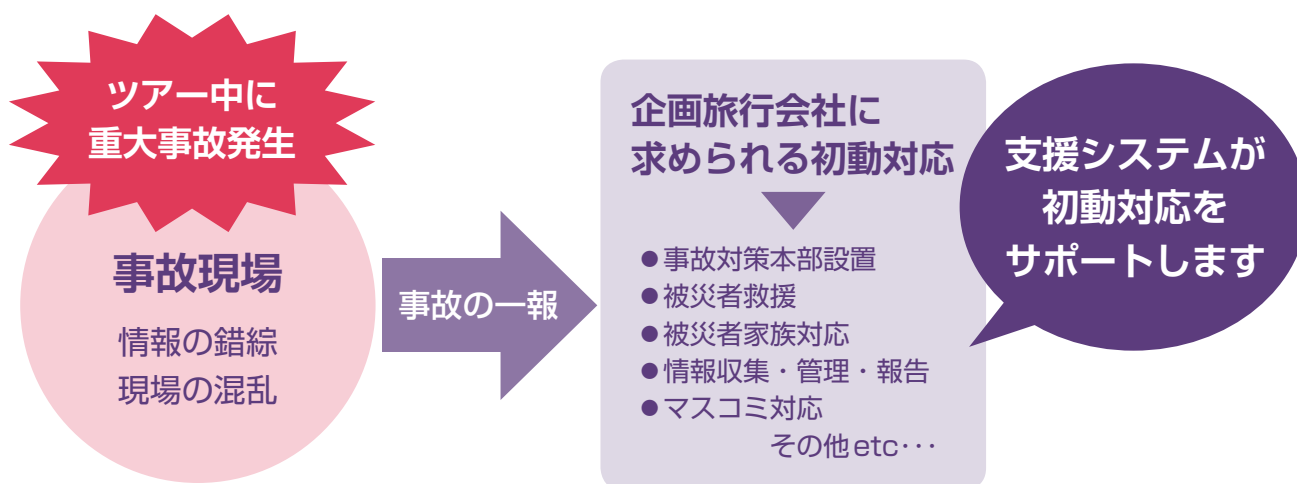 ツアー中に
重大事故発生
事故現場
情報の錯綜
現場の混乱
事故の一報
企画旅行会社に
求められる初動対応
●事故対策本部設置
●被災者救援
●被災者家族対応
●情報収集・管理・報告
●マスコミ対応
その他etc･･･
支援システムが
初動対応を
サポートします